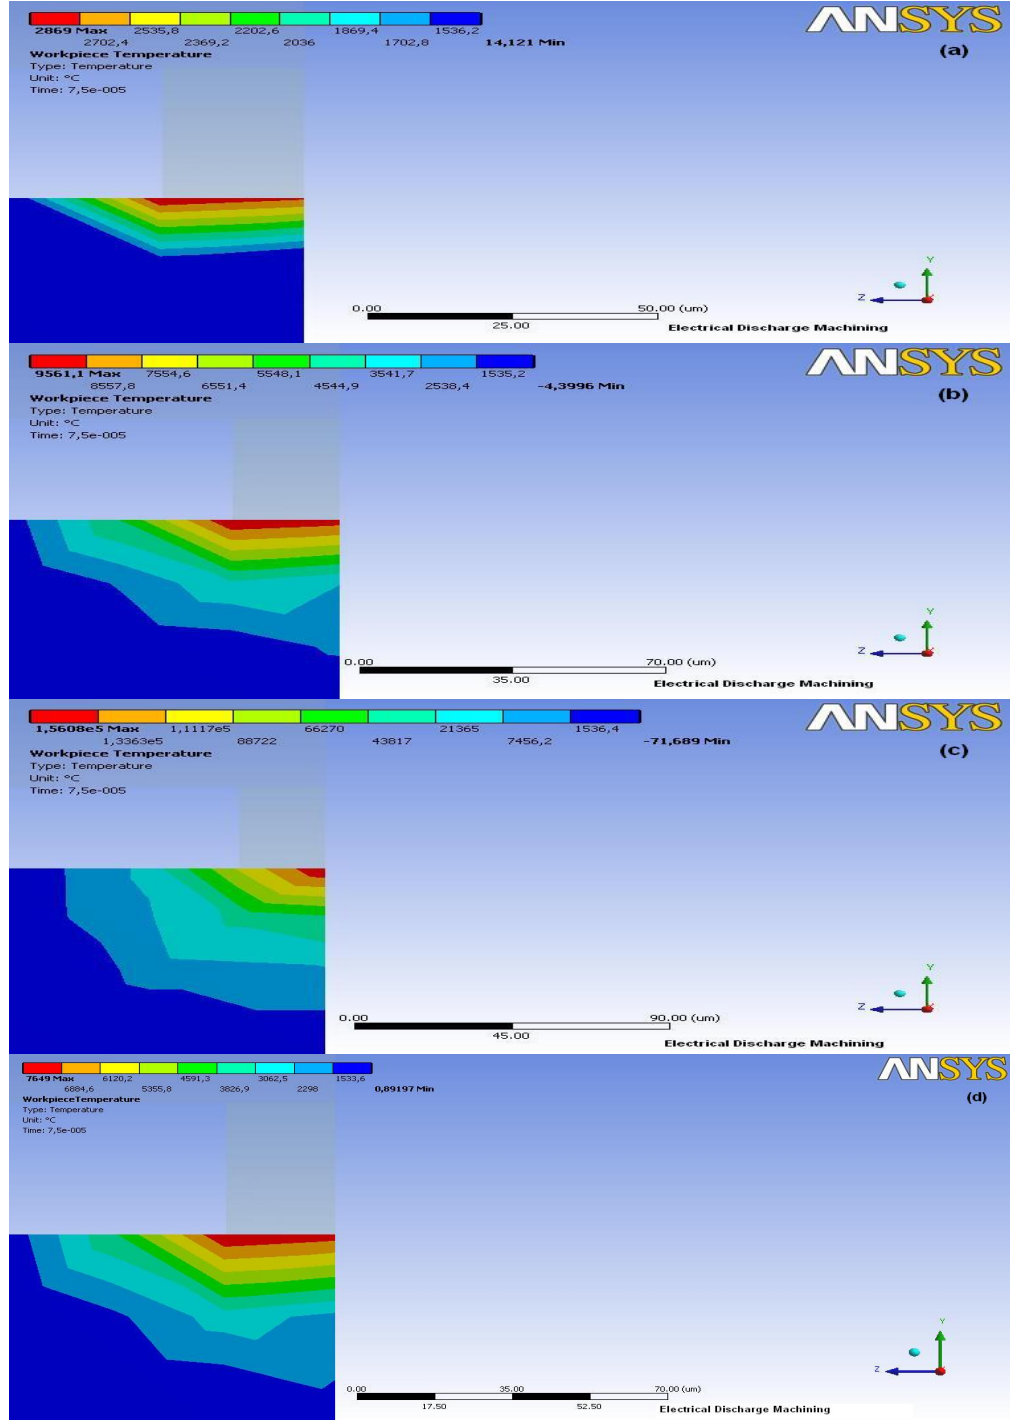 ANSYS
2869 Max 2535,8 2202,6 1869,4 1536,2
2702,4 2369,2 2036 1702,8 14,121 Min
(a)
Workpiece Temperature
Type: Temperature
Unit: °C
Time: 7,5e-005
Y
Z
X
0.00 50.00 (um)
25.00
Electrical Discharge Machining
ANSYS
9561,1 Max 7554,6 5548,1 3541,7 1535,2
8557,8 6551,4 4544,9 2538,4 -4,3996 Min
(b)
Workpiece Temperature
Type: Temperature
Unit: °C
Time: 7,5e-005
Y
Z
X
0.00 70.00 (um)
35.00
Electrical Discharge Machining
ANSYS
1,5608e5 Max 1,1117e5 66270 21365 1536,4
1,3363e5 88722 43817 7456,2 -71,689 Min
(c)
Workpiece Temperature
Type: Temperature
Unit: °C
Time: 7,5e-005
Y
Z
X
0.00 90.00 (um)
45.00
Electrical Discharge Machining
ANSYS
7649 Max 6120,2 4591,3 3062,5 1533,6
6884,6 5355,8 3826,9 2298 0,89197 Min
(d)
WorkpieceTemperature
Type: Temperature
Unit: °C
Time: 7,5e-005
Y
Z
X
0.00 35.00 70.00 (um)
17.50 52.50
Electrical Discharge Machining